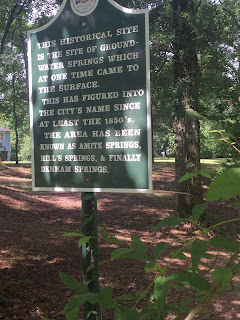 THIS HISTORICAL SITE
IS THE SITE OF GROUND-
WATER SPRINGS WHICH
AT ONE TIME CAME TO
THE SURFACE.
THIS HAS FIGURED INTO
THE CITY'S NAME SINCE
AT LEAST THE 1850'S.
THE AREA HAS BEEN
KNOWN AS AMITE SPRINGS,
HILL'S SPRINGS, & FINALLY
DENHAM SPRINGS.